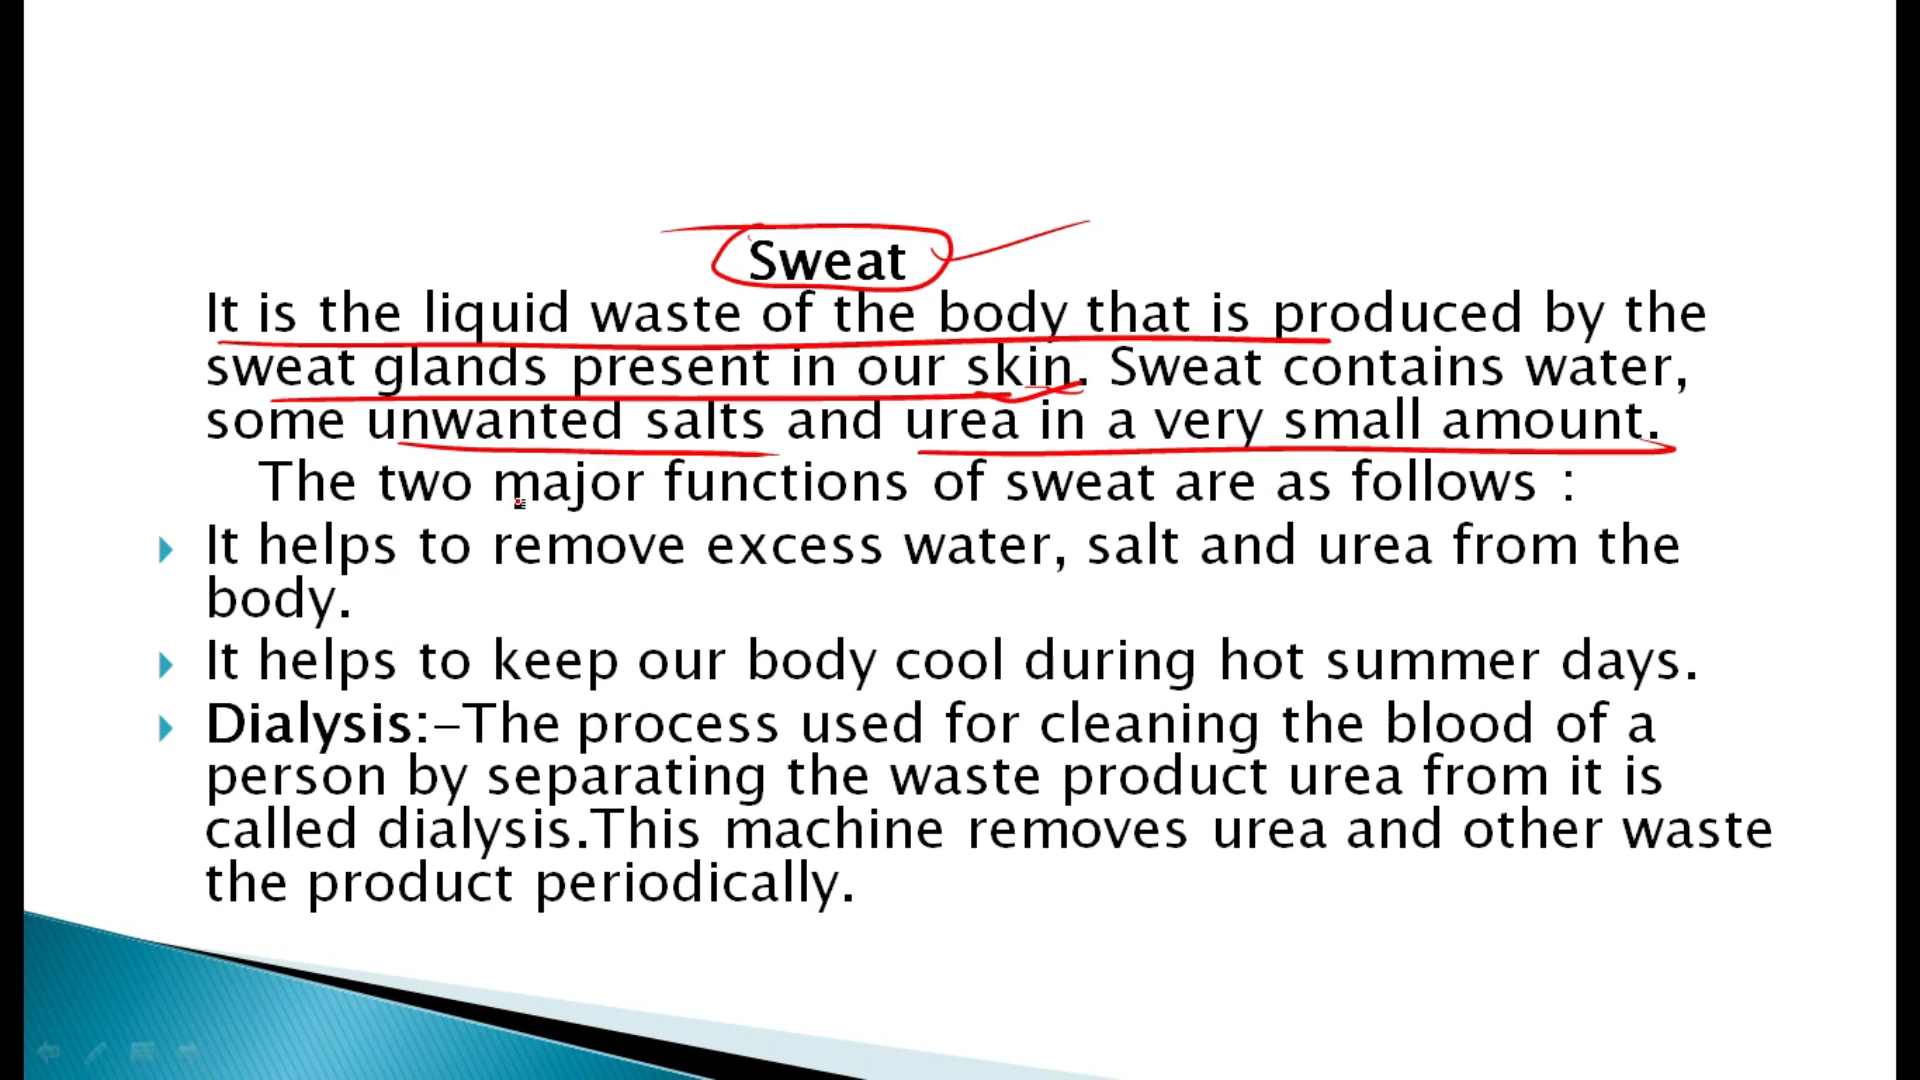 Sweat
It is the liquid waste of the body that is produced by the
sweat glands present in our skin. Sweat contains water,
some unwanted salts and urea in a very small amount.
The two major functions of sweat are as follows :
It helps to remove excess water, salt and urea from the
body.
It helps to keep our body cool during hot summer days.
Dialysis:-The process used for cleaning the blood of a
person by separating the waste product urea from it is
called dialysis.This machine removes urea and other waste
the product periodically.